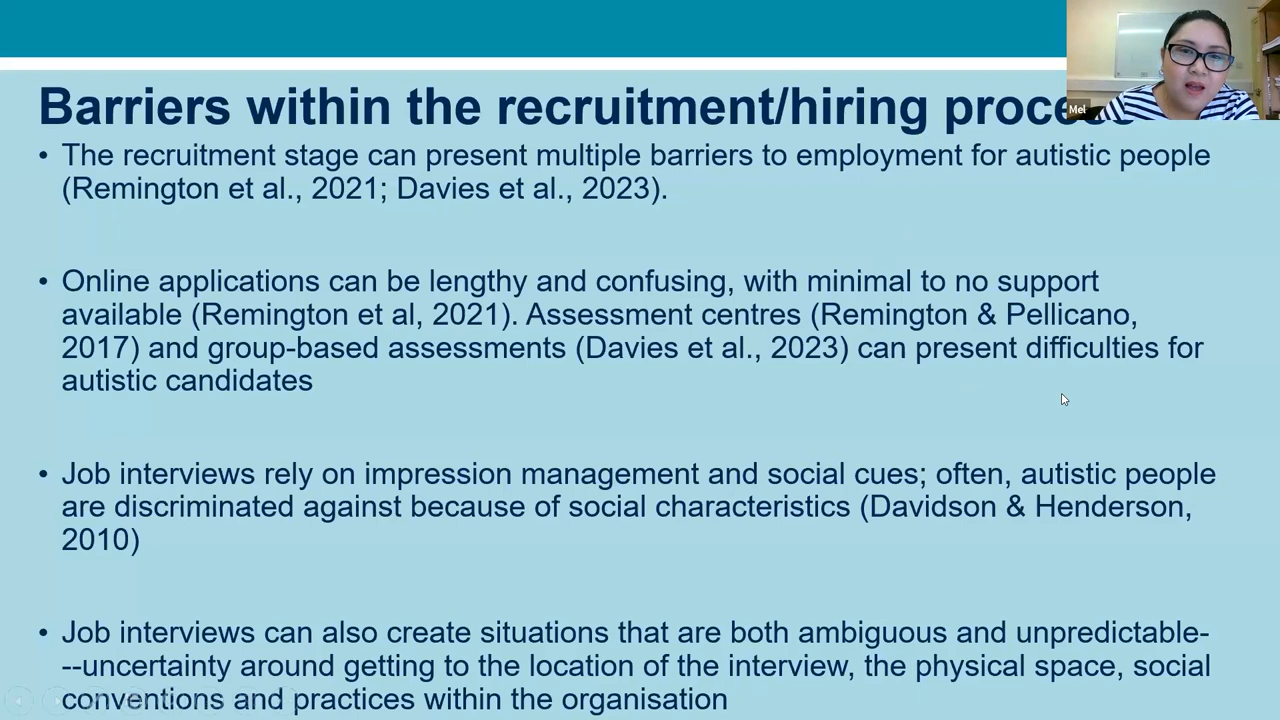 Barriers within the recruitment/hiring process
Mel
• The recruitment stage can present multiple barriers to employment for autistic people
(Remington et al., 2021; Davies et al., 2023).
• Online applications can be lengthy and confusing, with minimal to no support
available (Remington et al, 2021). Assessment centres (Remington & Pellicano,
2017) and group-based assessments (Davies et al., 2023) can present difficulties for
autistic candidates
• Job interviews rely on impression management and social cues; often, autistic people
are discriminated against because of social characteristics (Davidson & Henderson,
2010)
• Job interviews can also create situations that are both ambiguous and unpredictable-
--uncertainty around getting to the location of the interview, the physical space, social
conventions and practices within the organisation